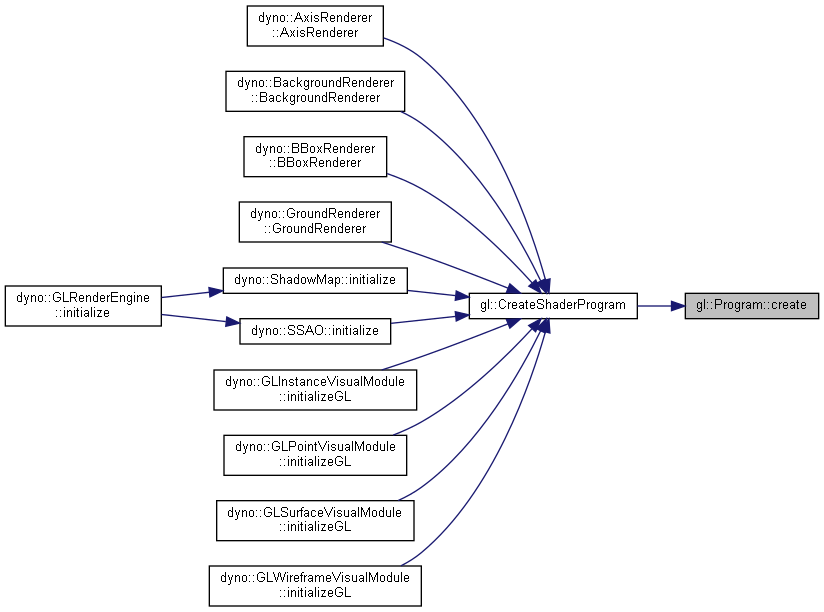 dyno::AxisRenderer
::AxisRenderer
dyno::BackgroundRenderer
::BackgroundRenderer
dyno::BBoxRenderer
::BBoxRenderer
dyno::GroundRenderer
::GroundRenderer
dyno::GLRenderEngine
::initialize
dyno::ShadowMap::initialize
dyno::SSAO::initialize
gl::CreateShaderProgram
gl::Program::create
dyno::GLInstanceVisualModule
::initializeGL
dyno::GLPointVisualModule
::initializeGL
dyno::GLSurfaceVisualModule
::initializeGL
dyno::GLWireframeVisualModule
::initializeGL